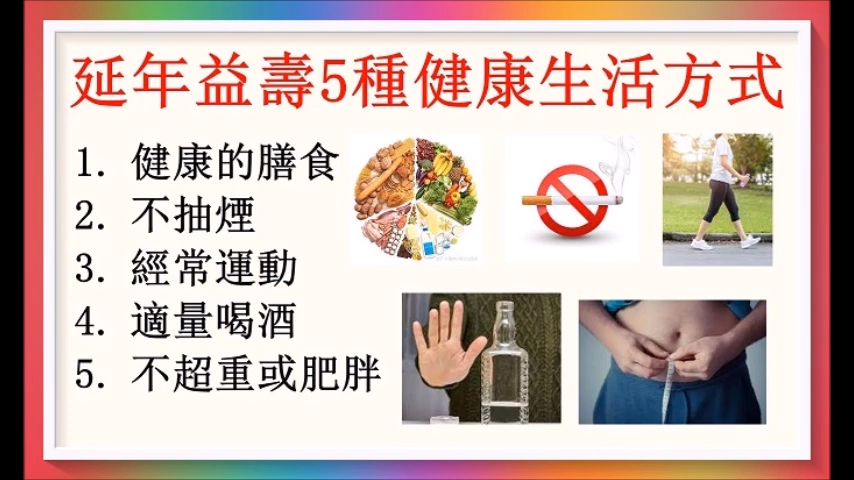 延年益壽5種健康生活方式
1. 健康的膳食
2. 不抽煙
3. 經常運動
4. 適量喝酒
5. 不超重或肥胖